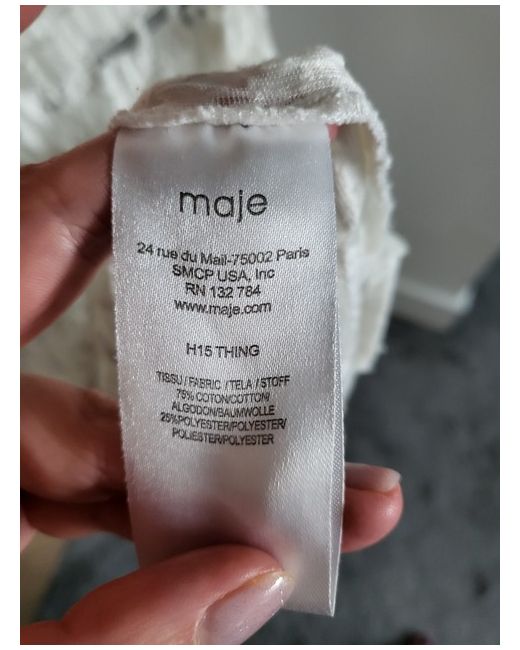 maje
24 rue du Mail-75002 Paris
SMCP USA, Inc
RN 132 784
www.maje.com
H15 THING
TISSU / FABRIC / TELA / STOFF
75% COTON/COTTON/
ALGODON/BAUMWOLLE
25%POLYESTER/POLYESTER/
POLIESTER/POLYESTER